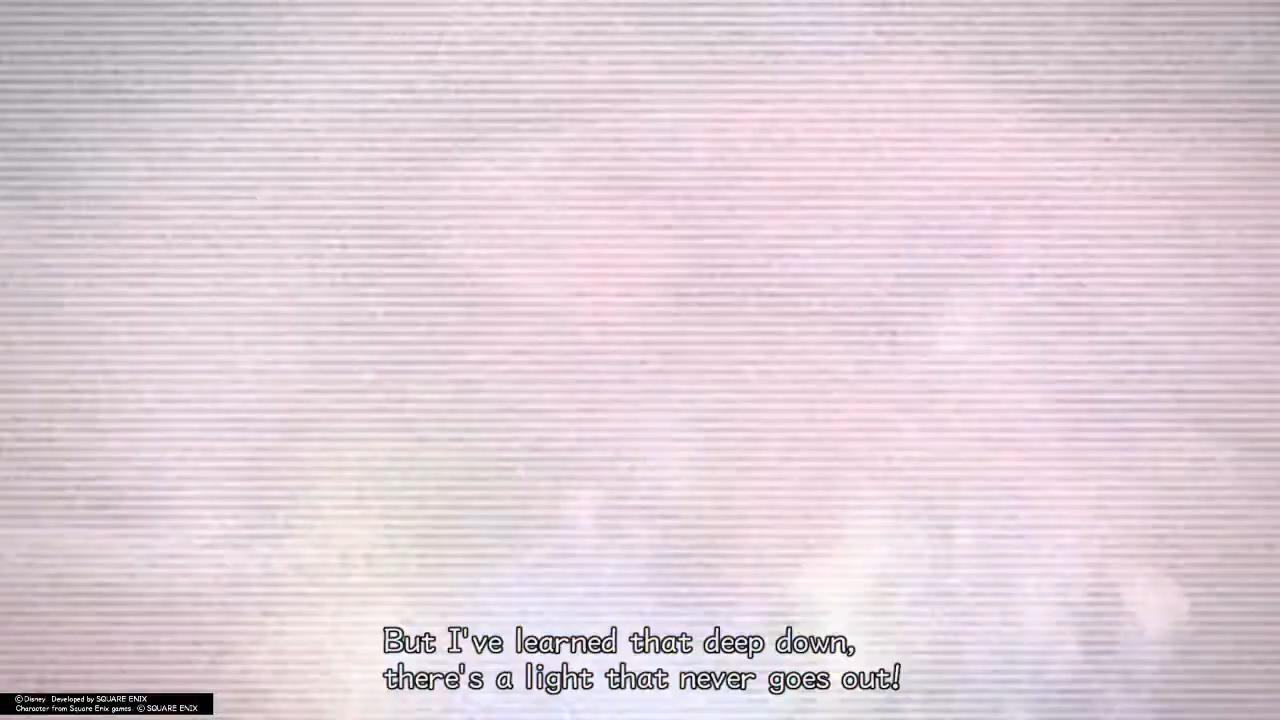 But I've learned that deep down,
there's a light that never goes out!
©Disney Developed by SQUARE ENIX
Character from Square Enix games © SQUARE ENIX